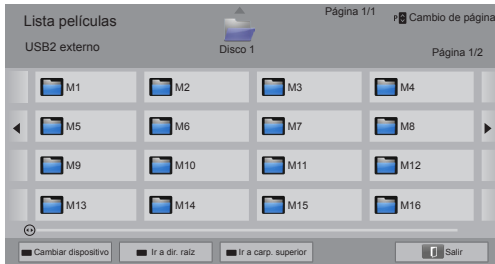 Lista películas
Página 1/1
P Cambio de página
USB2 externo
Disco 1
Página 1/2
M1 M2 M3 M4
M5 M6 M7 M8
M9 M10 M11 M12
M13 M14 M15 M16
Cambiar dispositivo Ir a dir. raíz Ir a carp. superior Salir